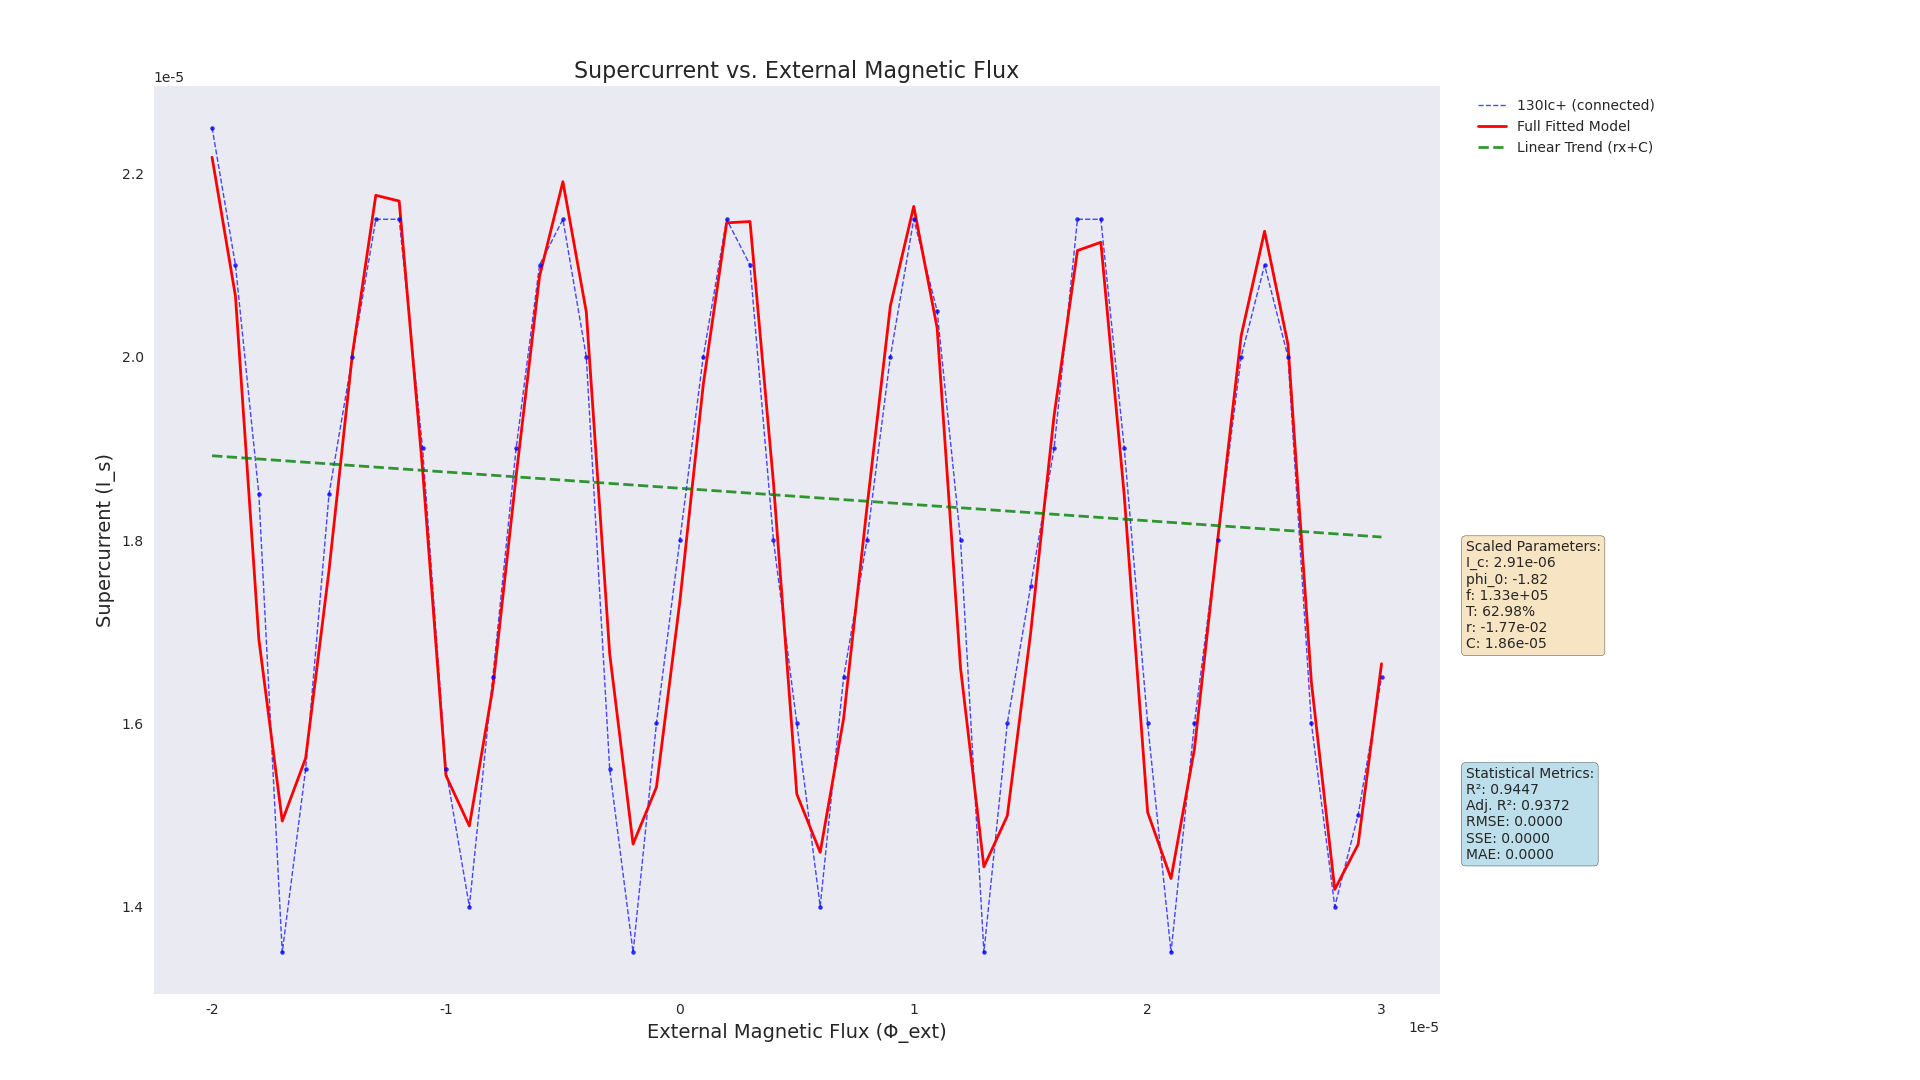 Supercurrent vs. External Magnetic Flux
1e-5
2.2
2.0
1.8
1.6
1.4
Supercurrent (I_s)
-2
-1
0
1
2
3
1e-5
External Magnetic Flux (Φ_ext)
130Ic+ (connected)
Full Fitted Model
Linear Trend (rx+C)
Scaled Parameters:
I_c: 2.91e-06
phi_0: -1.82
f: 1.33e+05
T: 62.98%
r: -1.77e-02
C: 1.86e-05
Statistical Metrics:
R²: 0.9447
Adj. R²: 0.9372
RMSE: 0.0000
SSE: 0.0000
MAE: 0.0000